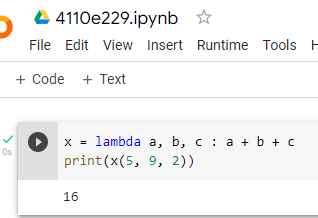 4110e229.ipynb
File Edit View Insert Runtime Tools H
+ Code + Text
0s
x = lambda a, b, c : a + b + c
print(x(5, 9, 2))
16